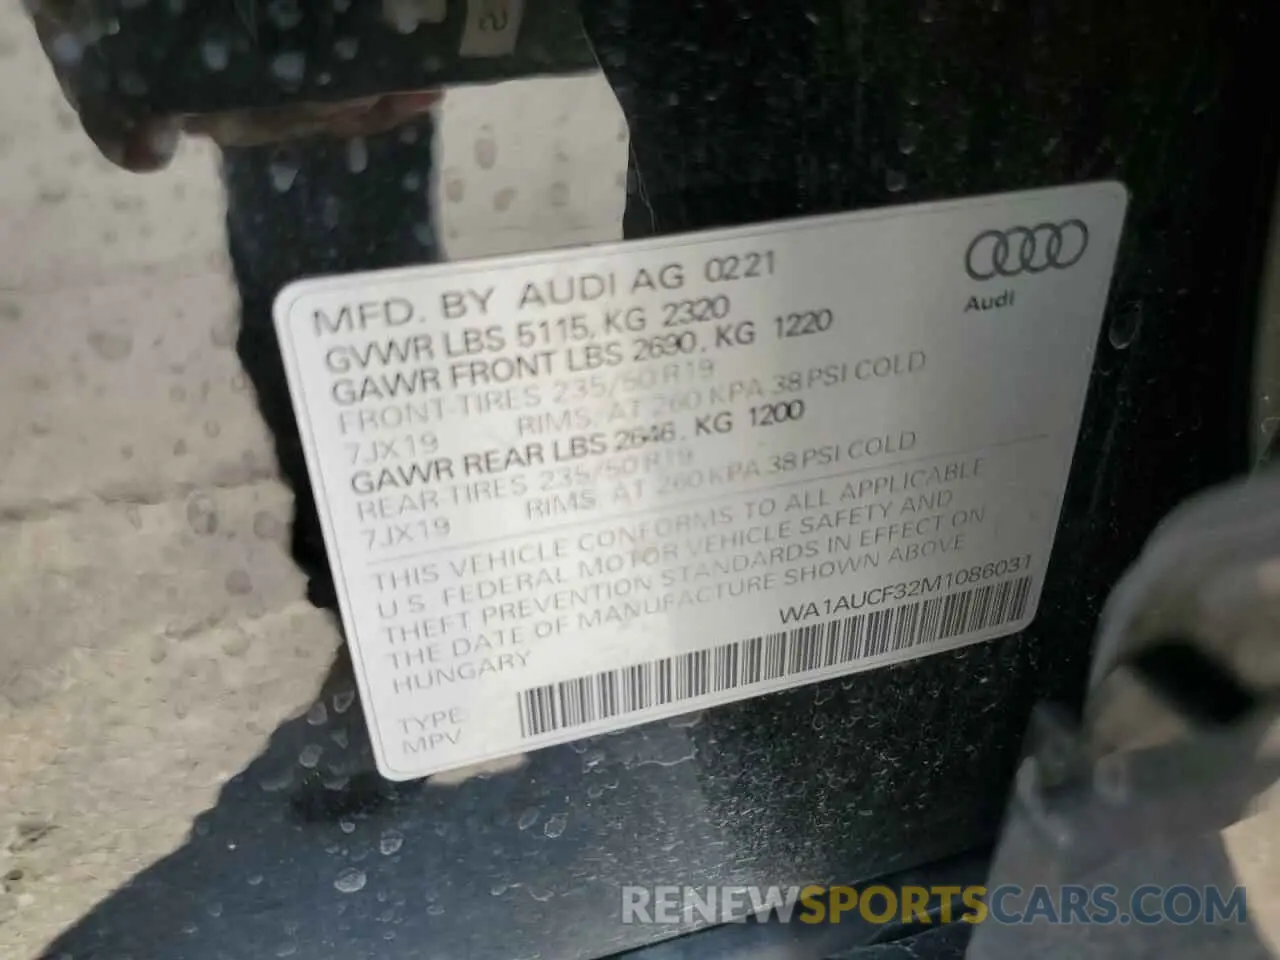 MFD. BY AUDI AG 0221
GVWR LBS 5115, KG 2320
GAWR FRONT LBS 2690, KG 1220
FRONT TIRES 235/50 R19
7JX19 RIMS, AT 260 KPA 38 PSI COLD
GAWR REAR LBS 2646, KG 1200
REAR TIRES 235/50 R19
7JX19 RIMS, AT 260 KPA 38 PSI COLD
THIS VEHICLE CONFORMS TO ALL APPLICABLE
U.S. FEDERAL MOTOR VEHICLE SAFETY AND
THEFT PREVENTION STANDARDS IN EFFECT ON
THE DATE OF MANUFACTURE SHOWN ABOVE
HUNGARY
WA1AUCF32M1086031
TYPE
MPV
Audi
RENEWSPORTSCARS.COM